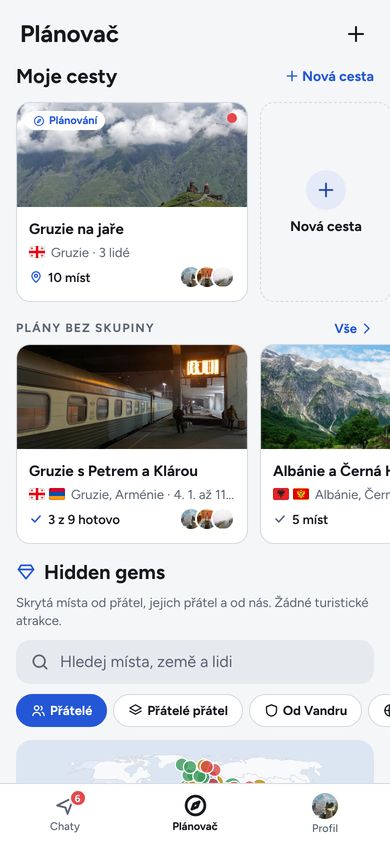 Plánovač
Moje cesty
Nová cesta
Plánování
Gruzie na jaře
Gruzie · 3 lidé
10 míst
Nová cesta
PLÁNY BEZ SKUPINY
Vše
Gruzie s Petrem a Klárou
Gruzie, Arménie · 4. 1. až 11...
3 z 9 hotovo
Albánie a Černá H
Albánie, Čern
5 míst
Hidden gems
Skrytá místa od přátel, jejich přátel a od nás. Žádné turistické
atrakce.
Hledej místa, země a lidi
Přátelé
Přátelé přátel
Od Vandru
6
Chaty
Plánovač
Profil